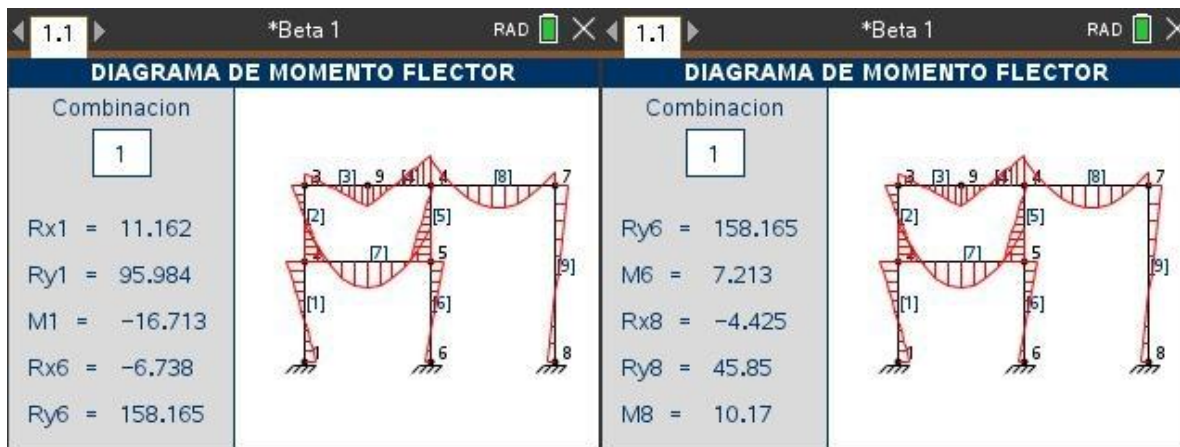 1.1 *Beta 1 RAD
DIAGRAMA DE MOMENTO FLECTOR
Combinacion
1
Rx1 = 11.162
Ry1 = 95.984
M1 = -16.713
Rx6 = -6.738
Ry6 = 158.165
3 [3] 9 [4] 4 [8] 7
[2] [5]
[7] 5
[9]
[1] [6]
1 6 8
1.1 *Beta 1 RAD
DIAGRAMA DE MOMENTO FLECTOR
Combinacion
1
Ry6 = 158.165
M6 = 7.213
Rx8 = -4.425
Ry8 = 45.85
M8 = 10.17
3 [3] 9 [4] 4 [8] 7
[2] [5]
[7] 5
[9]
[1] [6]
1 6 8